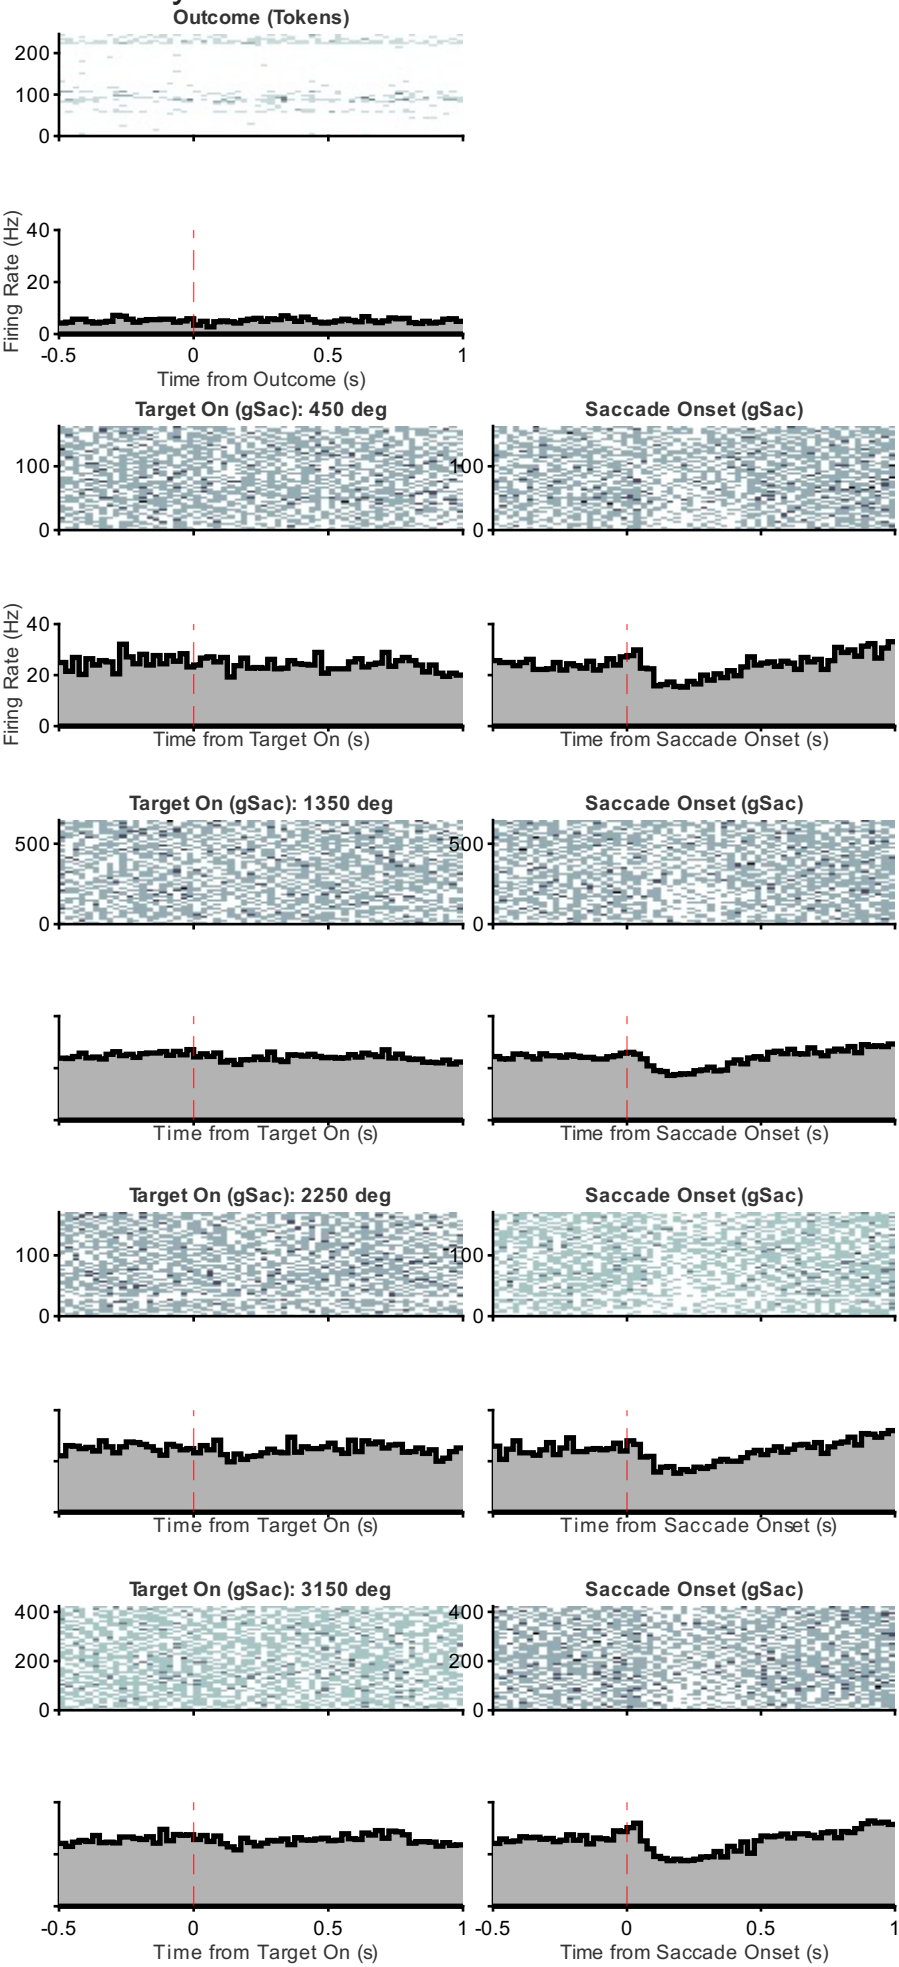 Outcome (Tokens)
200
100
0
Firing Rate (Hz)
40
20
0
-0.5 0 0.5 1
Time from Outcome (s)
Target On (gSac): 450 deg Saccade Onset (gSac)
100 100
0 0
Firing Rate (Hz)
40
20
0
Time from Target On (s) Time from Saccade Onset (s)
Target On (gSac): 1350 deg Saccade Onset (gSac)
500 500
0 0
Time from Target On (s) Time from Saccade Onset (s)
Target On (gSac): 2250 deg Saccade Onset (gSac)
100 100
0 0
Time from Target On (s) Time from Saccade Onset (s)
Target On (gSac): 3150 deg Saccade Onset (gSac)
400 400
200 200
0 0
-0.5 0 0.5 1 -0.5 0 0.5 1
Time from Target On (s) Time from Saccade Onset (s)